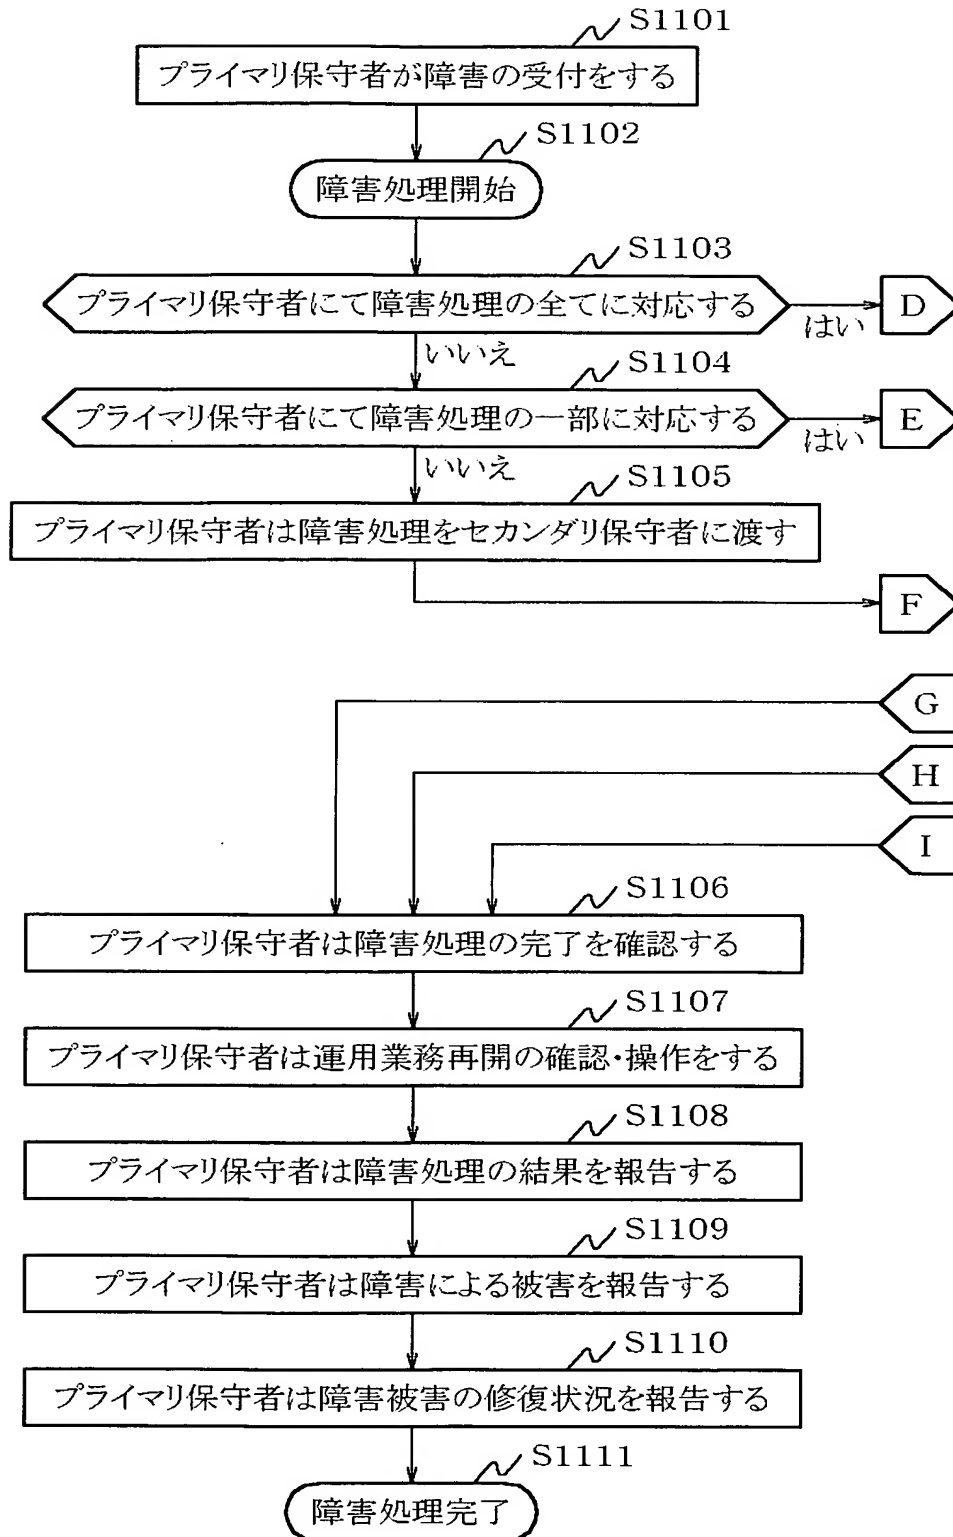 S1101
プライマリ保守者が障害の受付をする
S1102
障害処理開始
S1103
プライマリ保守者にて障害処理の全てに対応する
D
はい
いいえ
S1104
プライマリ保守者にて障害処理の一部に対応する
E
はい
いいえ
S1105
プライマリ保守者は障害処理をセカンダリ保守者に渡す
F
G
H
I
S1106
プライマリ保守者は障害処理の完了を確認する
S1107
プライマリ保守者は運用業務再開の確認・操作をする
S1108
プライマリ保守者は障害処理の結果を報告する
S1109
プライマリ保守者は障害による被害を報告する
S1110
プライマリ保守者は障害被害の修復状況を報告する
S1111
障害処理完了